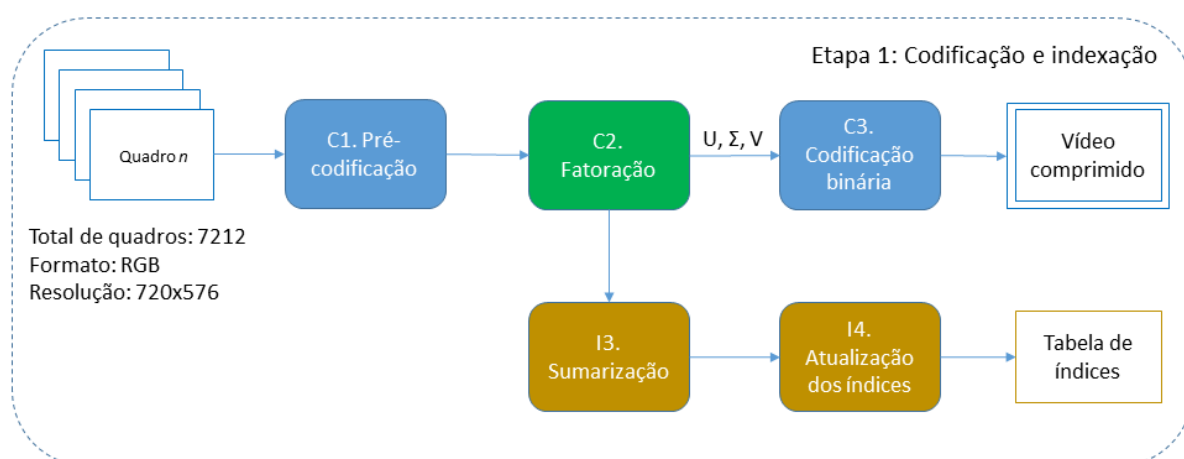 Etapa 1: Codificação e indexação
Quadro n
C1. Pré-
codificação
C2.
Fatoração
U, Σ, V
C3.
Codificação
binária
Vídeo
comprimido
Total de quadros: 7212
Formato: RGB
Resolução: 720x576
I3.
Sumarização
I4.
Atualização
dos índices
Tabela de
índices